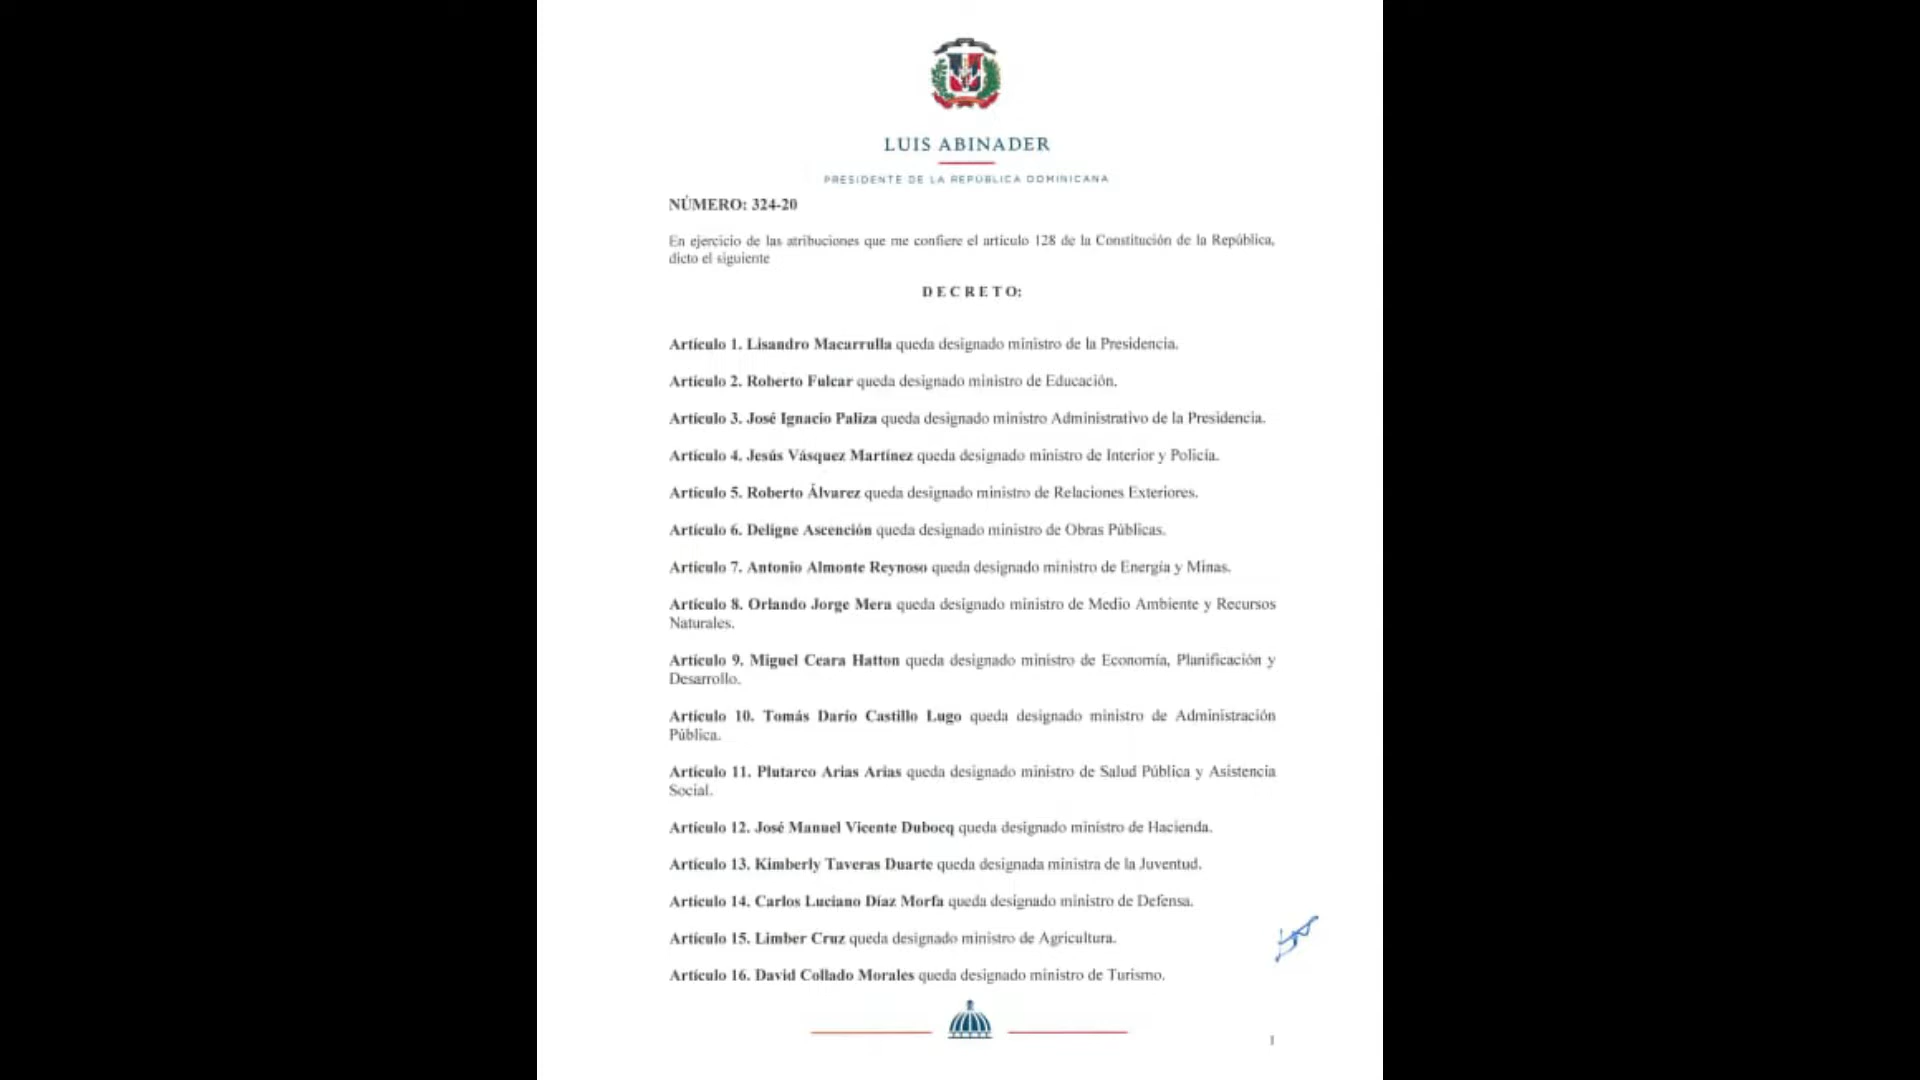 LUIS ABINADER
PRESIDENTE DE LA REPÚBLICA DOMINICANA
NÚMERO: 324-20
En ejercicio de las atribuciones que me confiere el artículo 128 de la Constitución de la República,
dicto el siguiente
DECRETO:
Artículo 1. Lisandro Macarrulla queda designado ministro de la Presidencia.
Artículo 2. Roberto Fulcar queda designado ministro de Educación.
Artículo 3. José Ignacio Paliza queda designado ministro Administrativo de la Presidencia.
Artículo 4. Jesús Vásquez Martínez queda designado ministro de Interior y Policía.
Artículo 5. Roberto Álvarez queda designado ministro de Relaciones Exteriores.
Artículo 6. Deligne Ascención queda designado ministro de Obras Públicas.
Artículo 7. Antonio Almonte Reynoso queda designado ministro de Energía y Minas.
Artículo 8. Orlando Jorge Mera queda designado ministro de Medio Ambiente y Recursos
Naturales.
Artículo 9. Miguel Ceara Hatton queda designado ministro de Economía, Planificación y
Desarrollo.
Artículo 10. Tomás Darío Castillo Lugo queda designado ministro de Administración
Pública.
Artículo 11. Plutarco Arias Arias queda designado ministro de Salud Pública y Asistencia
Social.
Artículo 12. José Manuel Vicente Dubocq queda designado ministro de Hacienda.
Artículo 13. Kimberly Taveras Duarte queda designada ministra de la Juventud.
Artículo 14. Carlos Luciano Díaz Morfa queda designado ministro de Defensa.
Artículo 15. Limber Cruz queda designado ministro de Agricultura.
Artículo 16. David Collado Morales queda designado ministro de Turismo.
1